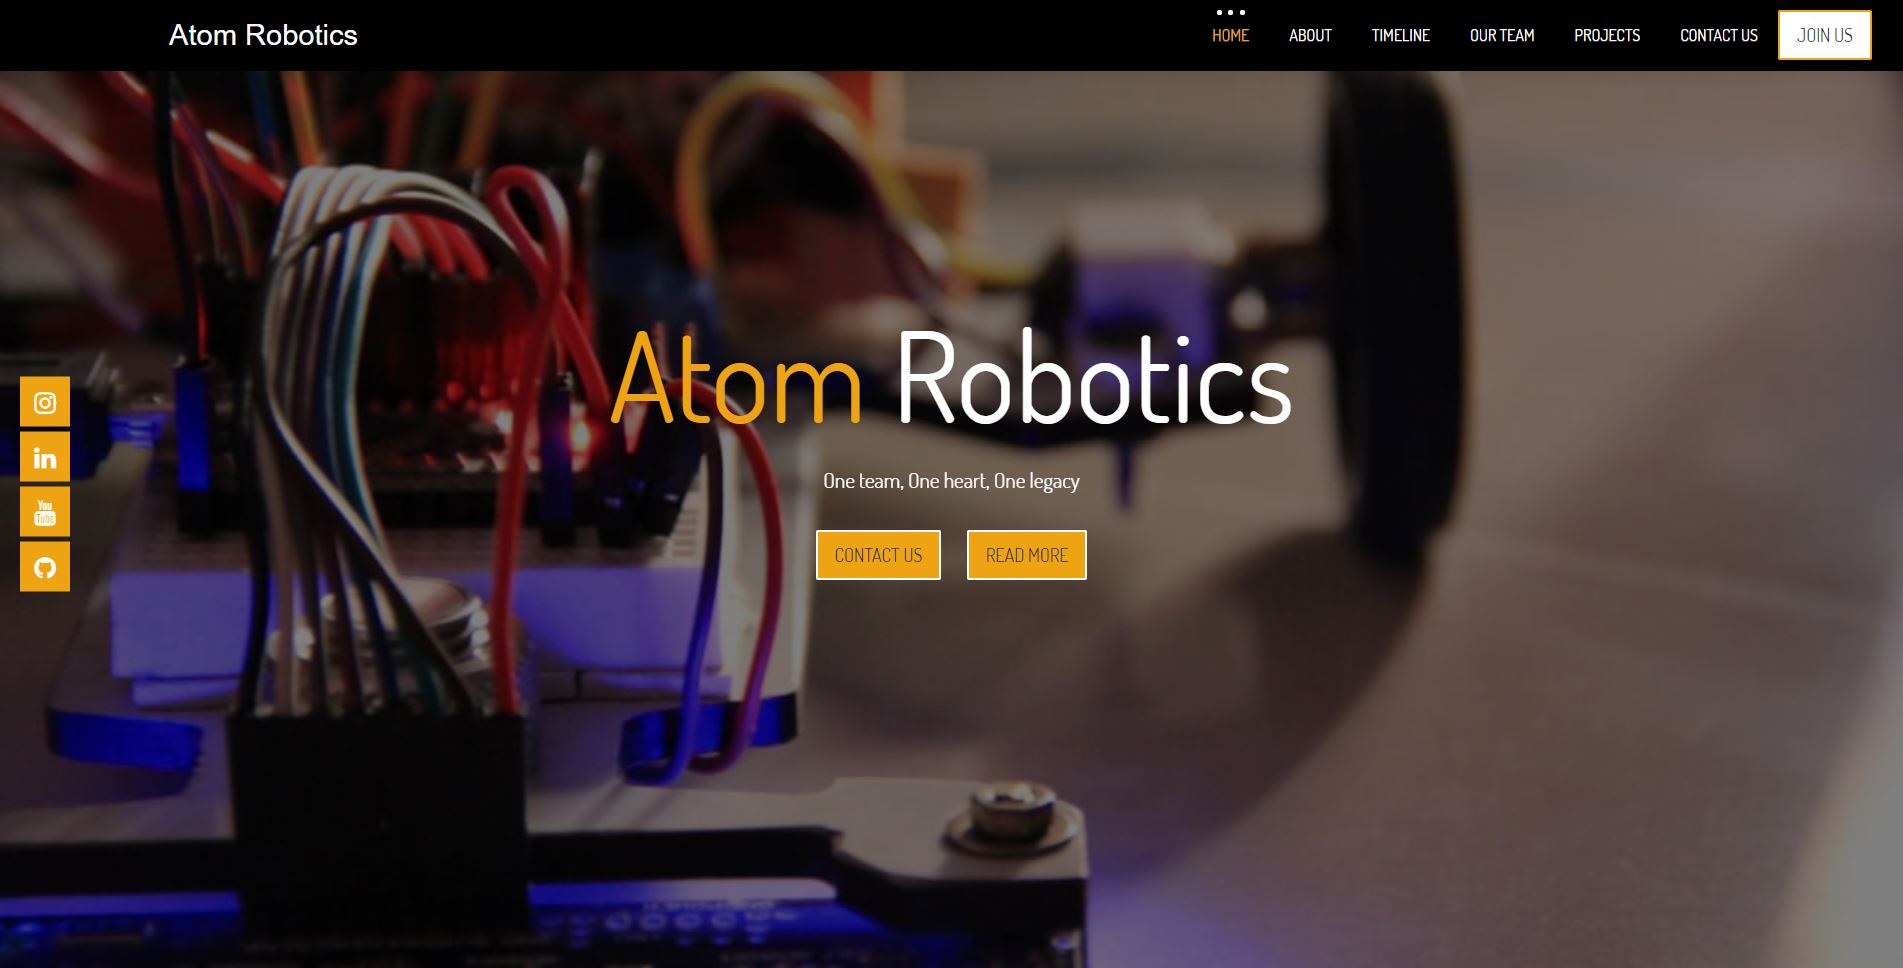 Atom Robotics
HOME ABOUT TIMELINE OUR TEAM PROJECTS CONTACT US JOIN US
Atom Robotics
in
You
Tube
One team, One heart, One legacy
CONTACT US READ MORE